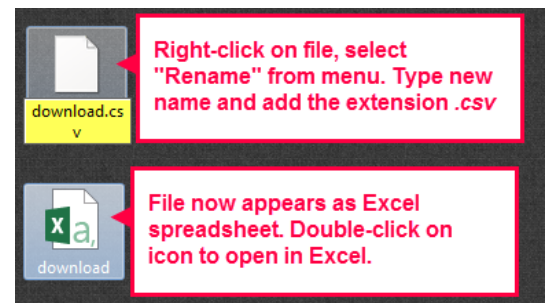 Right-click on file, select
"Rename" from menu. Type new
name and add the extension .csv
download.cs
v
File now appears as Excel
spreadsheet. Double-click on
icon to open in Excel.
X a,
download